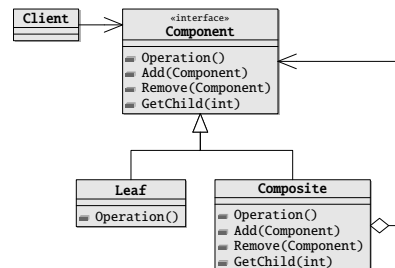 Client
«interface»
Component
Operation()
Add(Component)
Remove(Component)
GetChild(int)
Leaf
Operation()
Composite
Operation()
Add(Component)
Remove(Component)
GetChild(int)